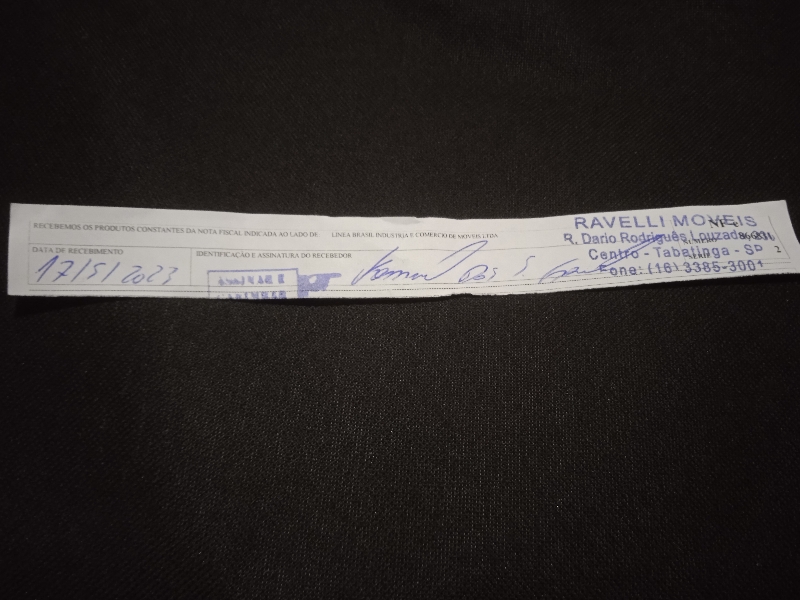 RECEBEMOS OS PRODUTOS CONSTANTES DA NOTA FISCAL INDICADA AO LADO DE LINEA BRASIL INDUSTRIA E COMERCIO DE MOVEIS LTDA
DATA DE RECEBIMENTO
17/5/2023
IDENTIFICAÇÃO E ASSINATURA DO RECEBEDOR
RAVELLI MOVEIS
R. Dario Rodrigues Louzada
Centro - Tabatinga - SP
Fone: (16) 3385-3001
NF-e
2